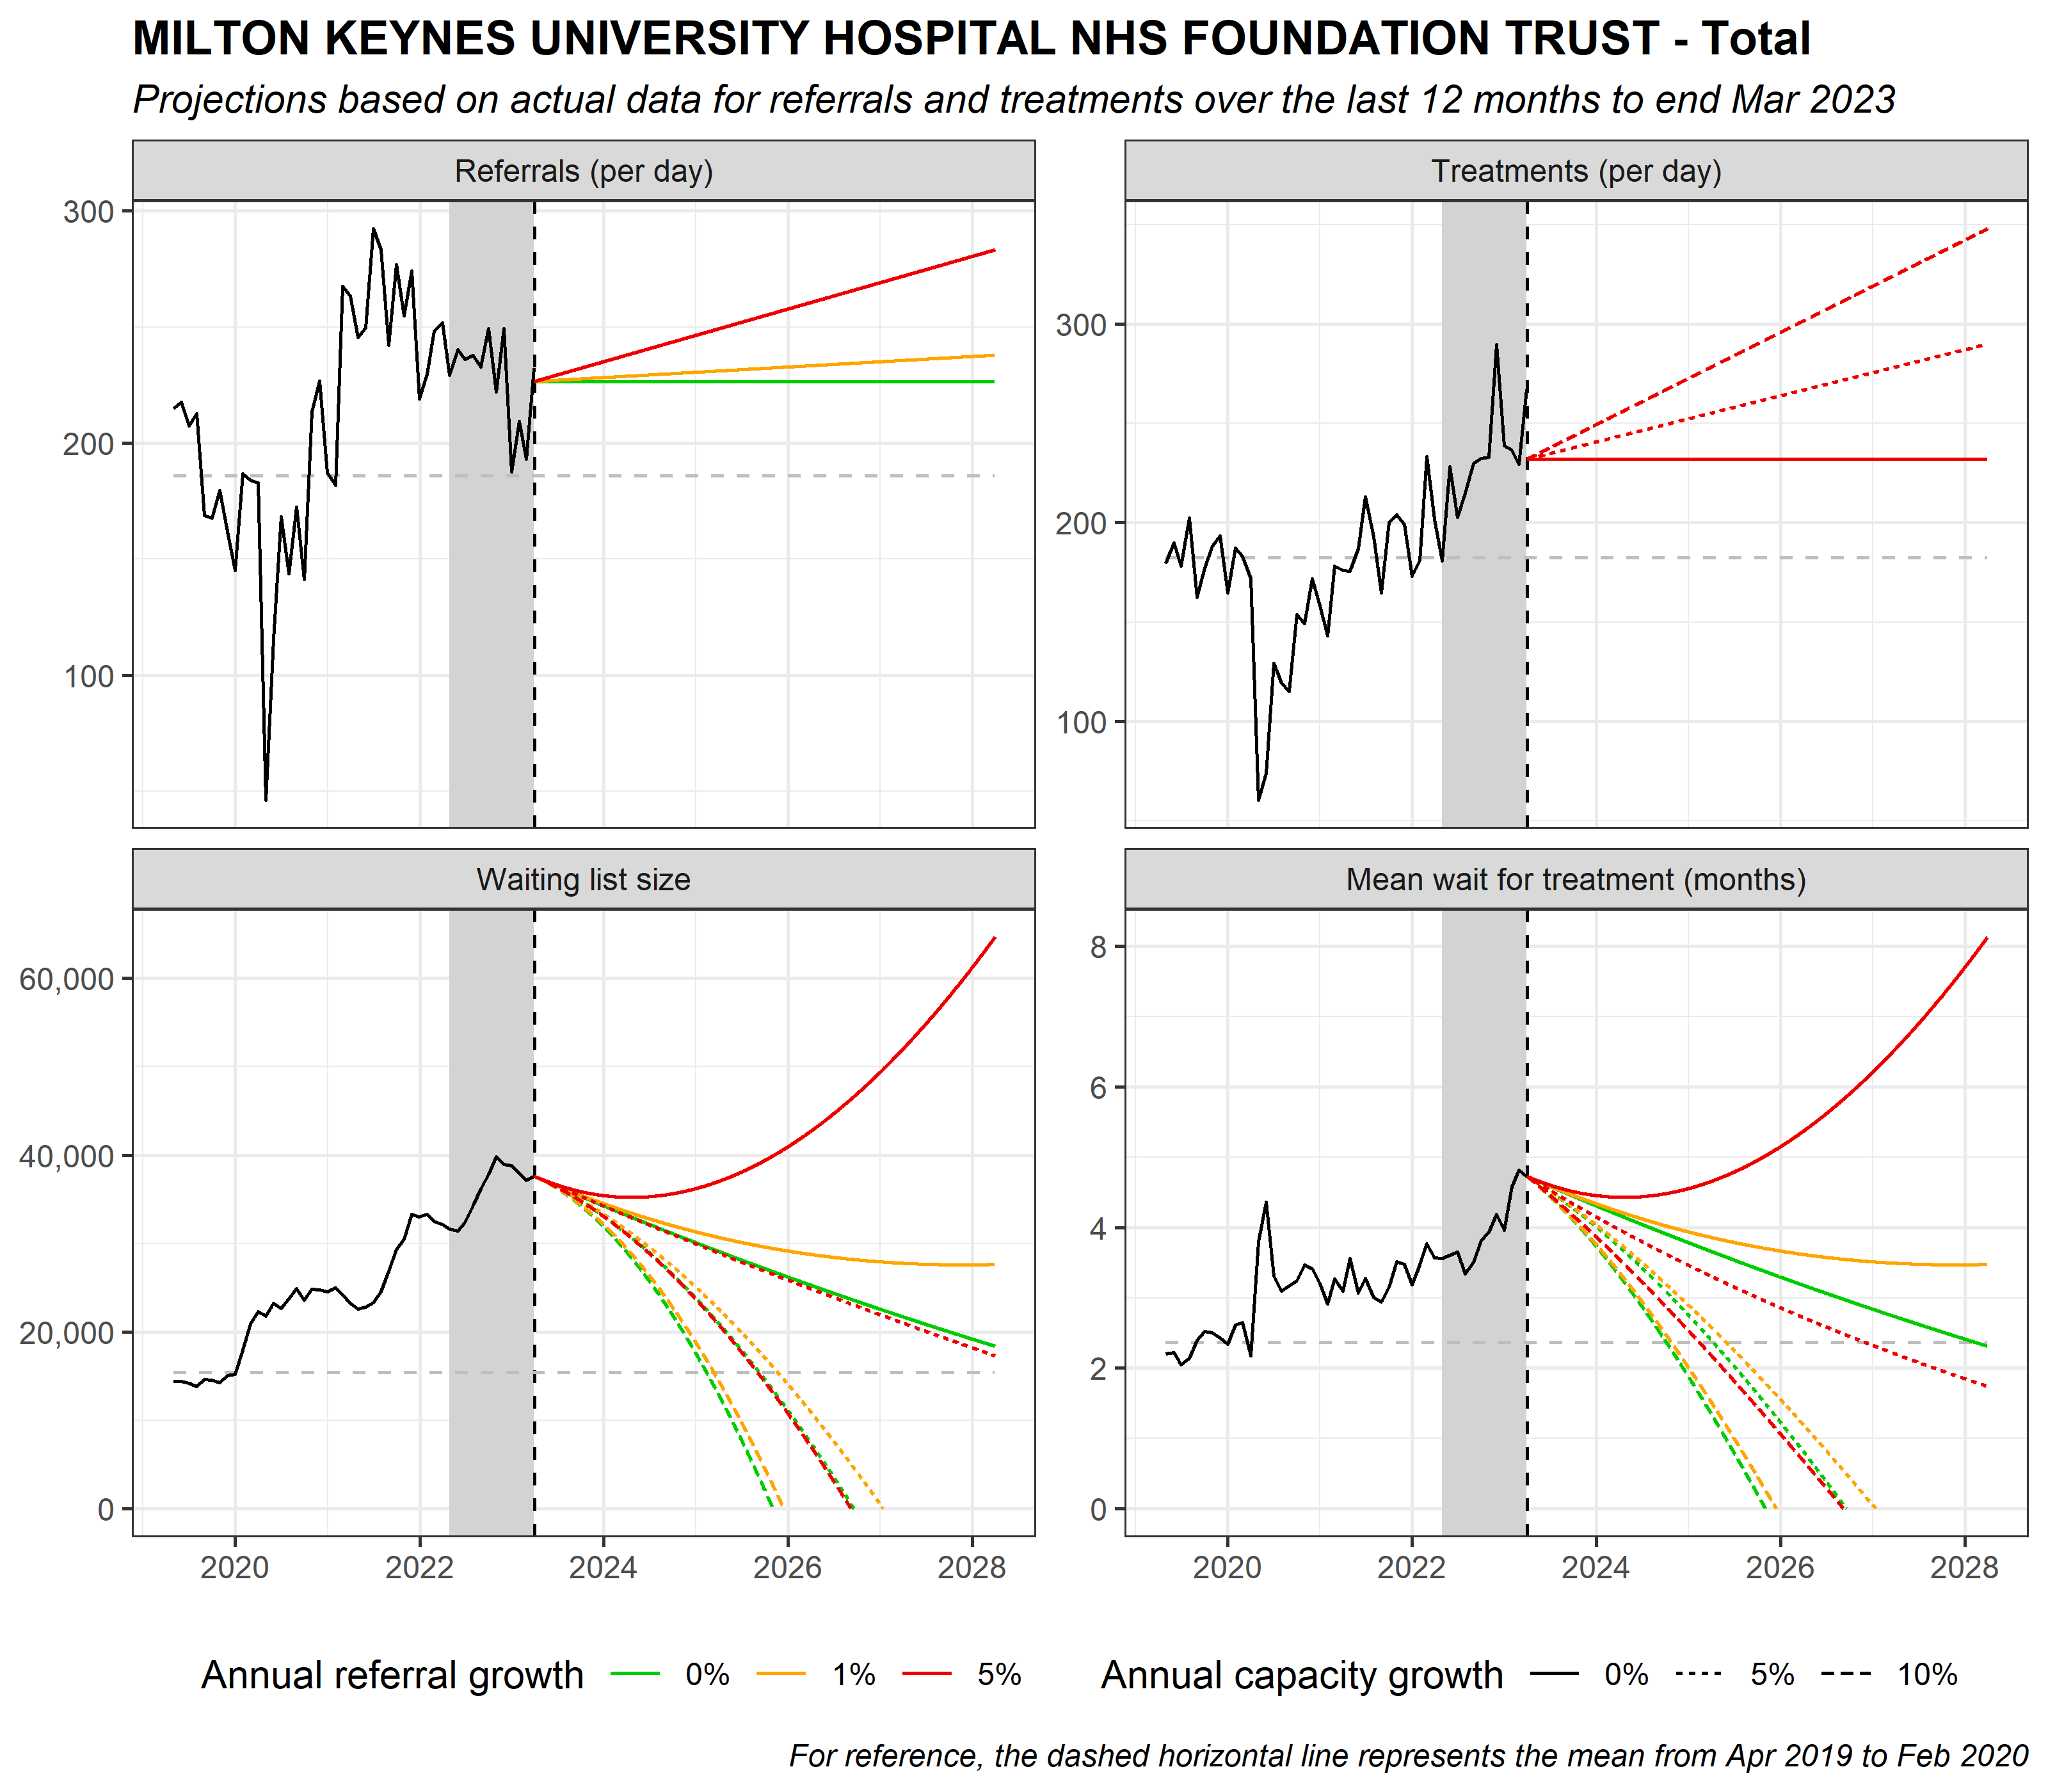 MILTON KEYNES UNIVERSITY HOSPITAL NHS FOUNDATION TRUST - Total
Projections based on actual data for referrals and treatments over the last 12 months to end Mar 2023
Referrals (per day)
300
200
100
Treatments (per day)
300
200
100
Waiting list size
60,000
40,000
20,000
0
2020 2022 2024 2026 2028
Mean wait for treatment (months)
8
6
4
2
0
2020 2022 2024 2026 2028
Annual referral growth 0% 1% 5%
Annual capacity growth 0% 5% 10%
For reference, the dashed horizontal line represents the mean from Apr 2019 to Feb 2020